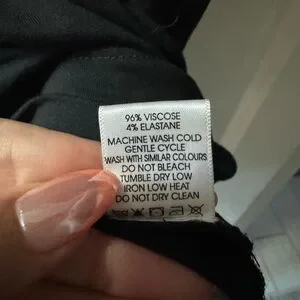 96% VISCOSE
4% ELASTANE
MACHINE WASH COLD
GENTLE CYCLE
WASH WITH SIMILAR COLOURS
DO NOT BLEACH
TUMBLE DRY LOW
IRON LOW HEAT
DO NOT DRY CLEAN